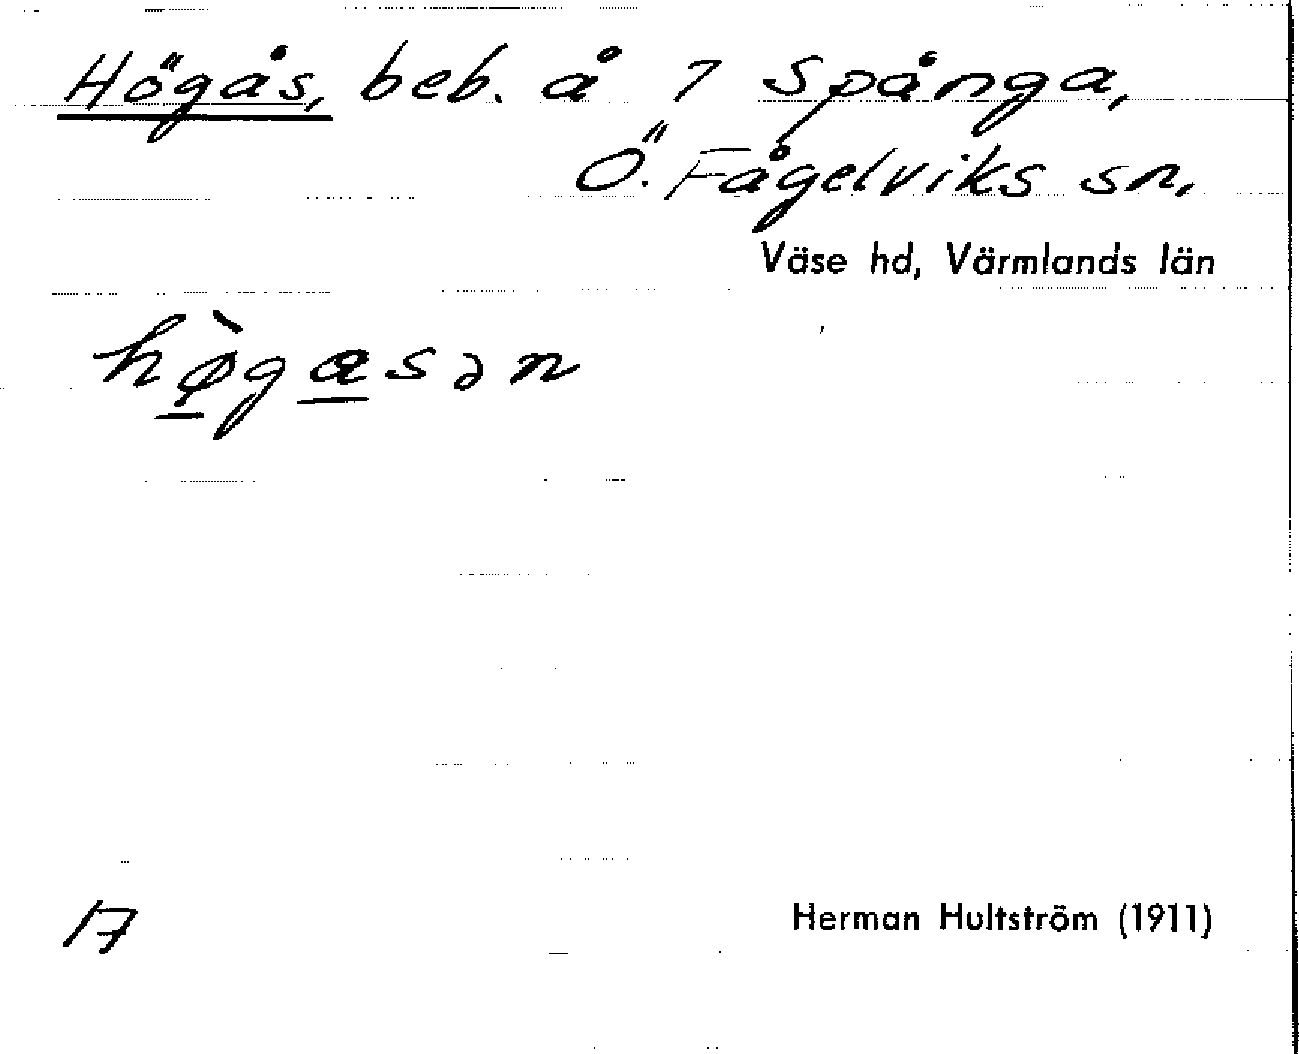 Högås, beb. å 7 Spånga,
Ö. Fågelviks sn.
Väse hd, Värmlands län
hø̀gasən
17
Herman Hultström (1911)